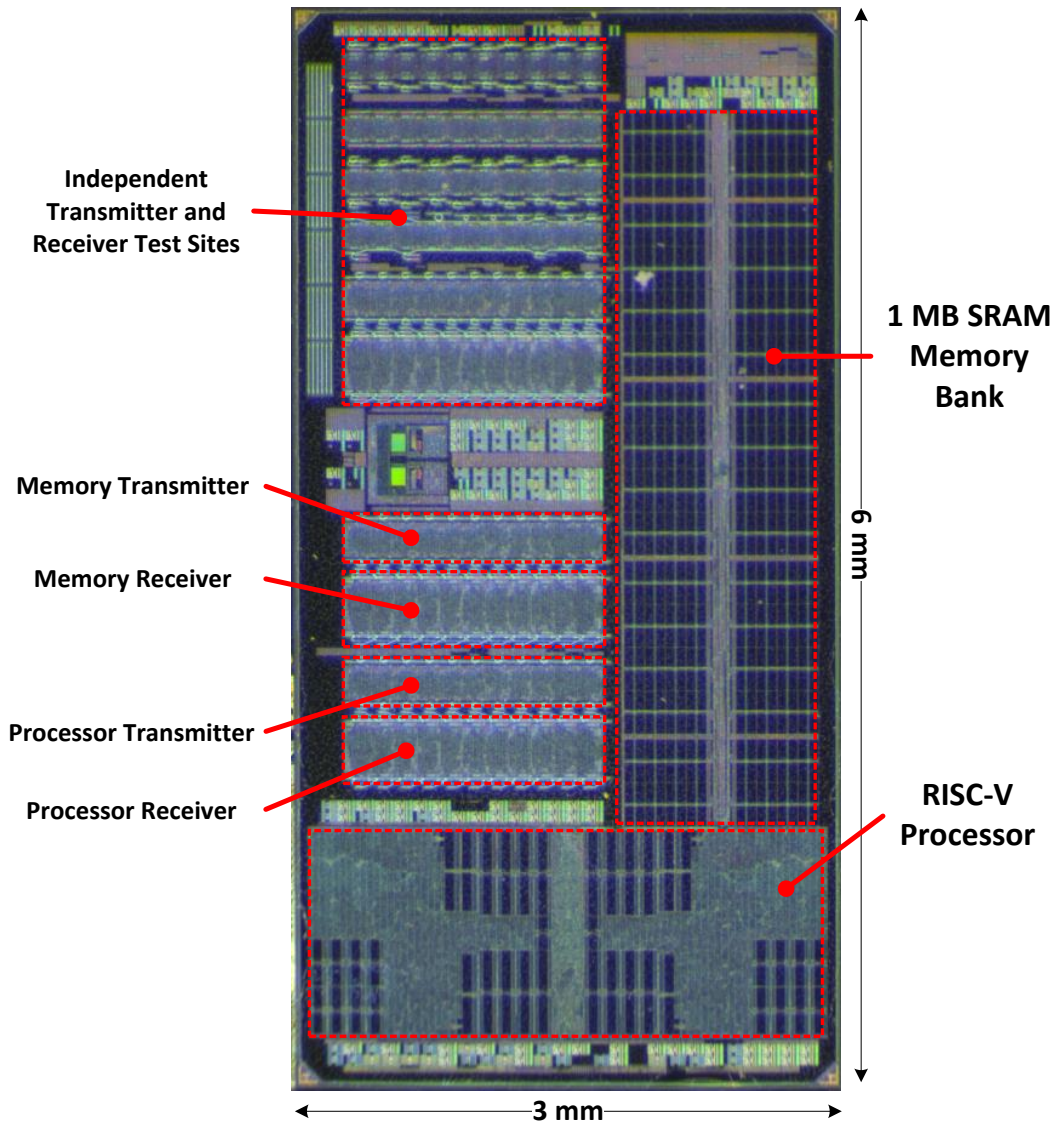 Independent
Transmitter and
Receiver Test Sites
1 MB SRAM
Memory
Bank
Memory Transmitter
6 mm
Memory Receiver
Processor Transmitter
Processor Receiver
RISC-V
Processor
3 mm